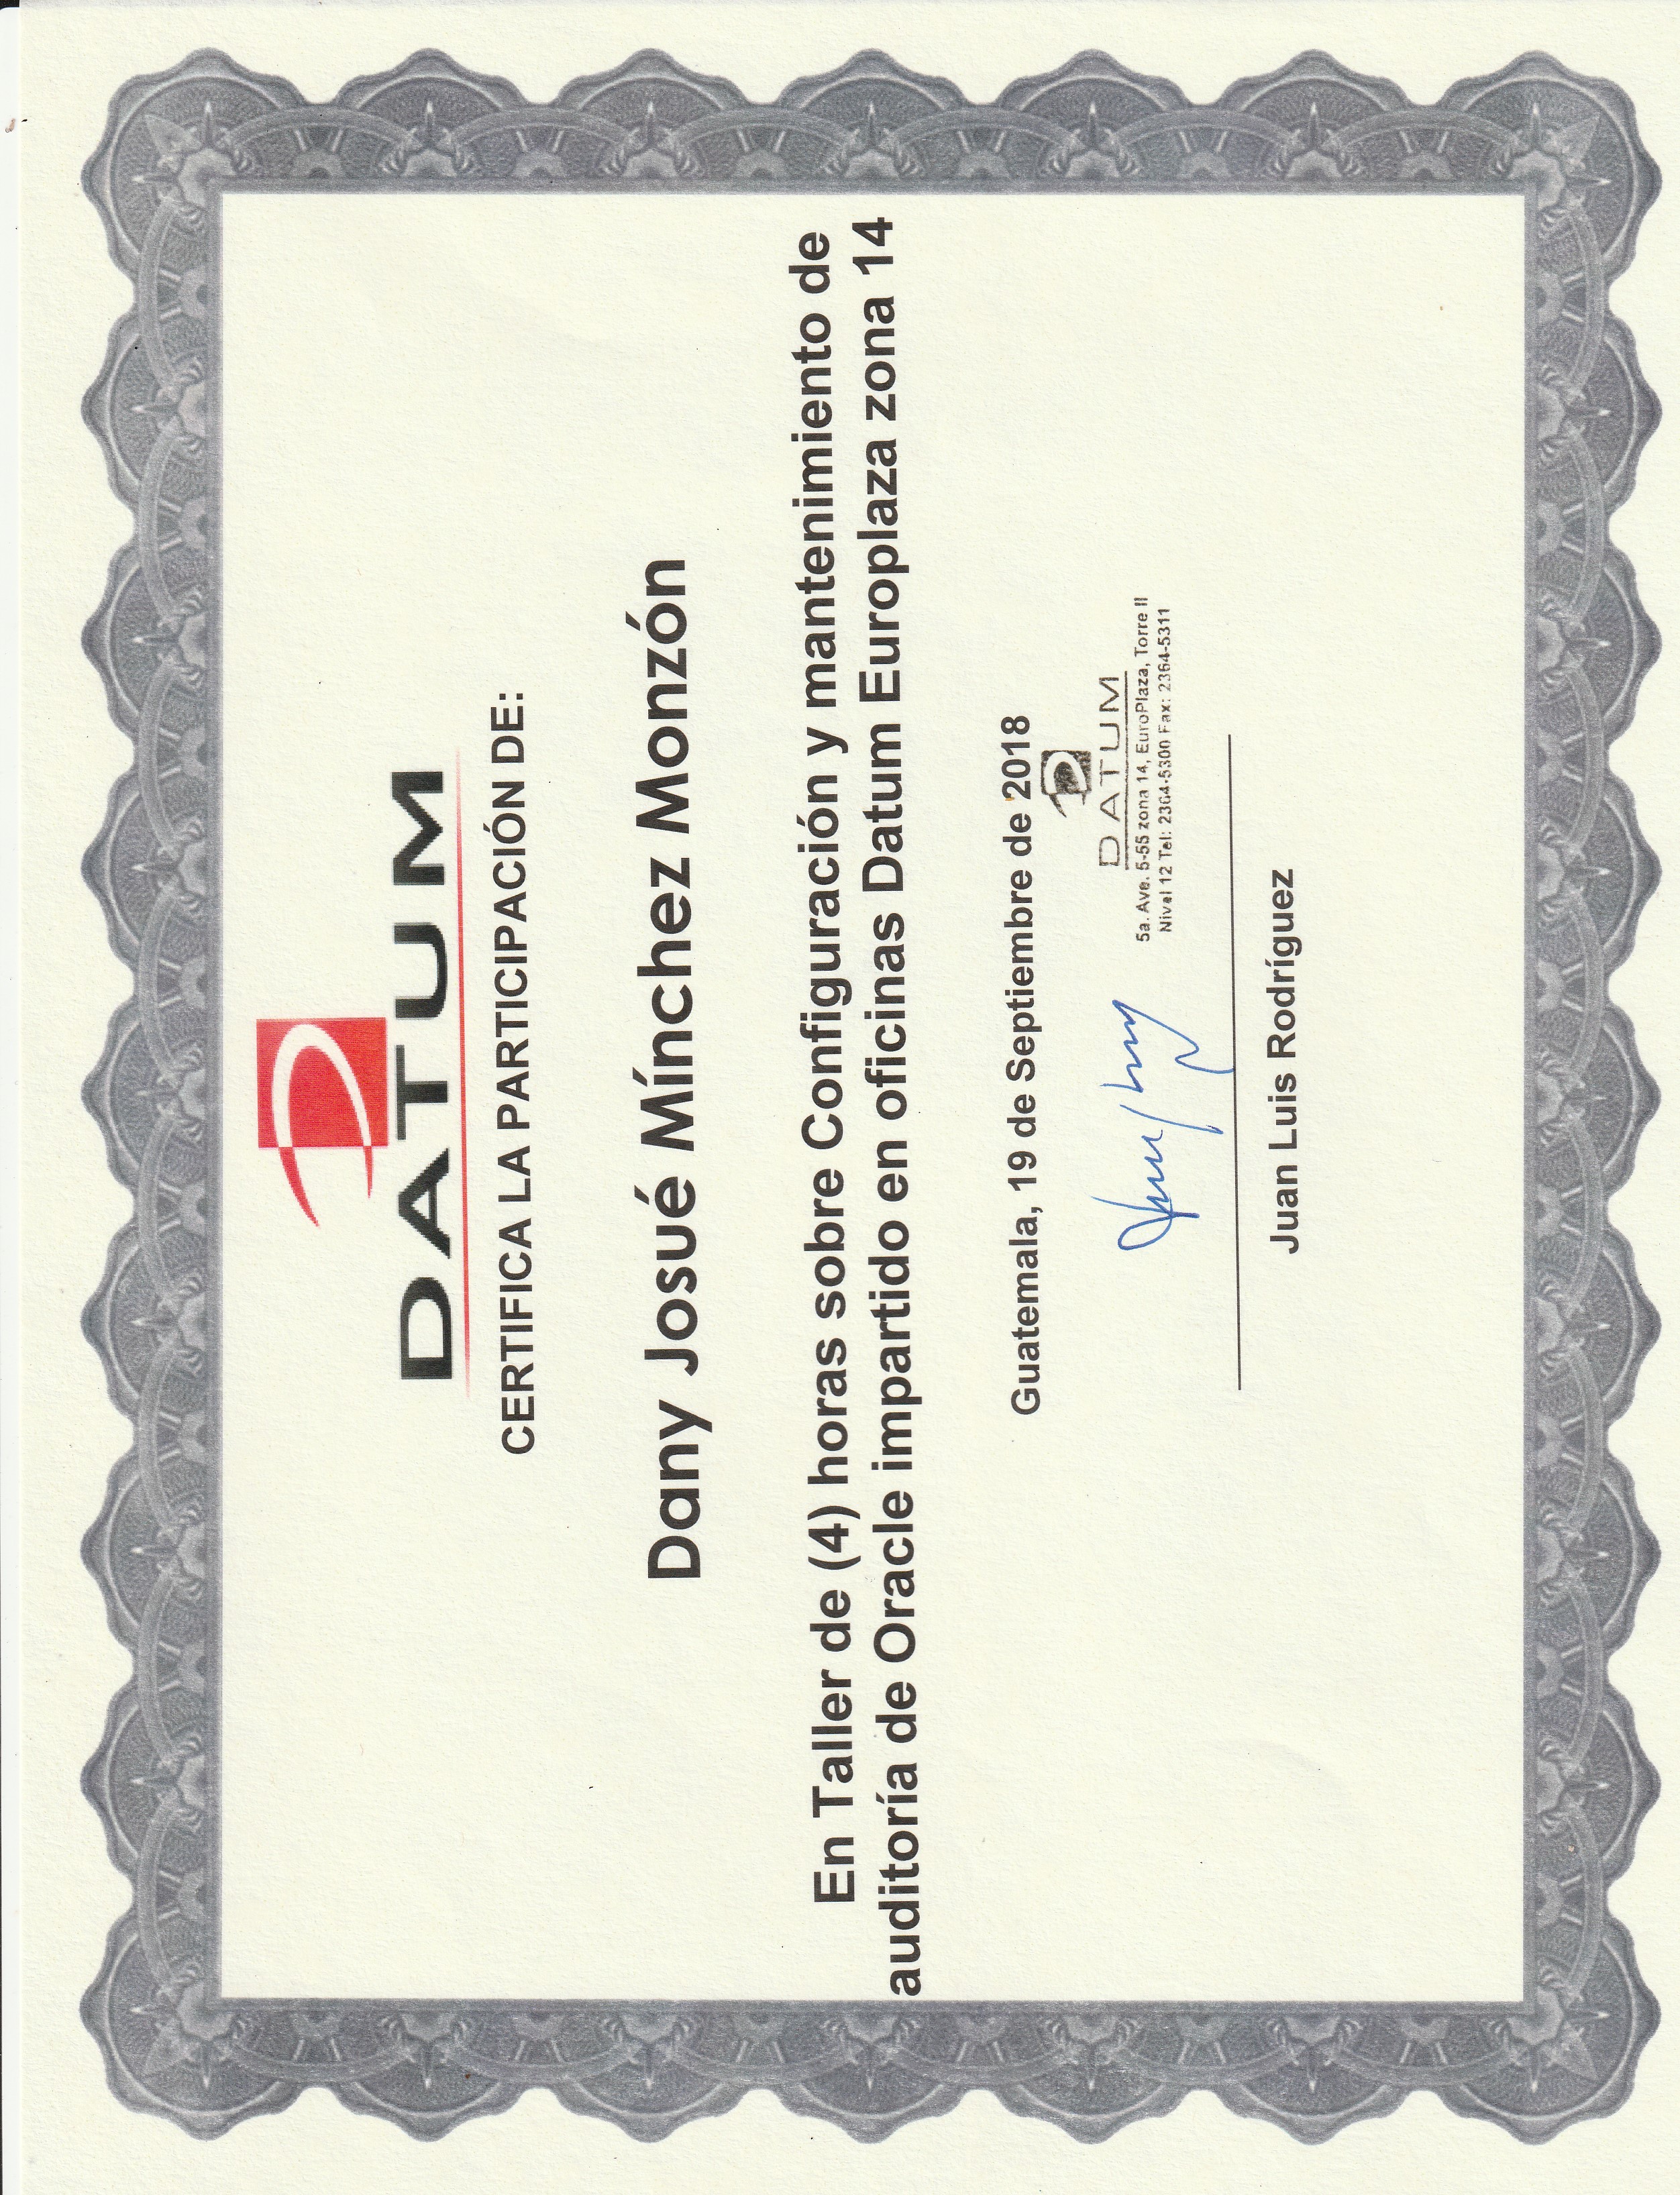 DATUM
CERTIFICA LA PARTICIPACIÓN DE:
Dany Josué Mínchez Monzón
En Taller de (4) horas sobre Configuración y mantenimiento de
auditoría de Oracle impartido en oficinas Datum Europlaza zona 14
Guatemala, 19 de Septiembre de 2018
DATUM
5a. Ave. 5-55 zona 14, EuroPlaza, Torre II
Nivel 12 Tel: 2364-5300 Fax: 2364-5311
Juan Luis Rodríguez